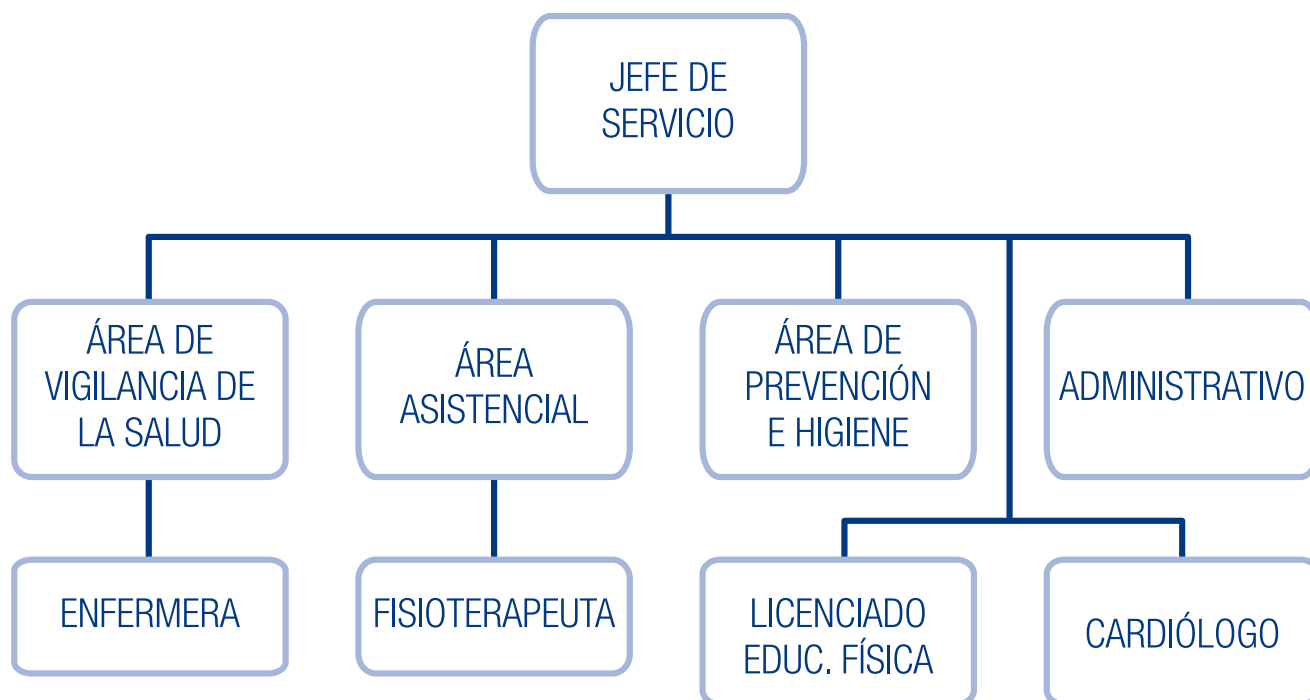 JEFE DE
SERVICIO
ÁREA DE
VIGILANCIA DE
LA SALUD
ÁREA
ASISTENCIAL
ÁREA DE
PREVENCIÓN
E HIGIENE
ADMINISTRATIVO
ENFERMERA
FISIOTERAPEUTA
LICENCIADO
EDUC. FÍSICA
CARDIÓLOGO